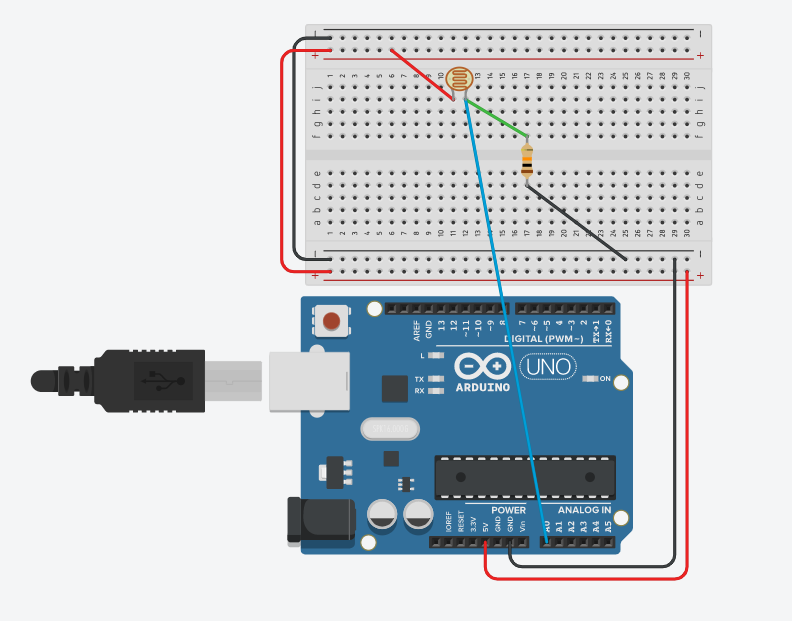 − −
+ +
1 2 3 4 5 6 7 8 9 10 11 12 13 14 15 16 17 18 19 20 21 22 23 24 25 26 27 28 29 30
j j
i i
h h
g g
f f
e e
d d
c c
b b
a a
1 2 3 4 5 6 7 8 9 10 11 12 13 14 15 16 17 18 19 20 21 22 23 24 25 26 27 28 29 30
− −
+ +
AREF GND 13 12 ~11 ~10 ~9 8 7 ~6 ~5 4 ~3 2 TX→1 RX←0
DIGITAL (PWM~)
L
TX
RX
ARDUINO
UNO
ON
POWER ANALOG IN
IOREF RESET 3.3V 5V GND GND Vin A0 A1 A2 A3 A4 A5